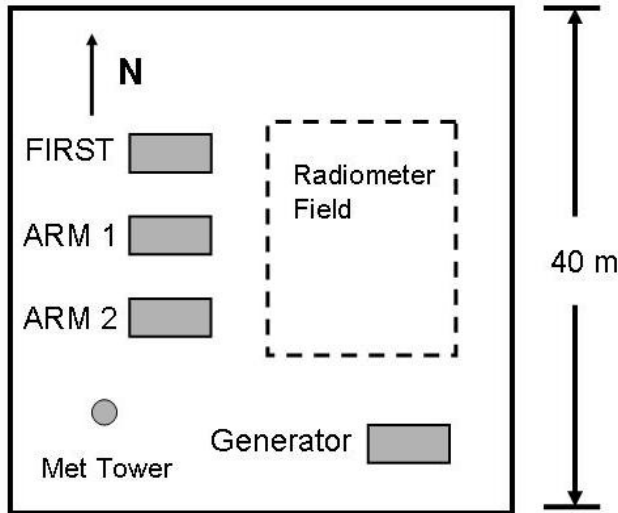 N
FIRST
Radiometer
Field
ARM 1
40 m
ARM 2
Generator
Met Tower